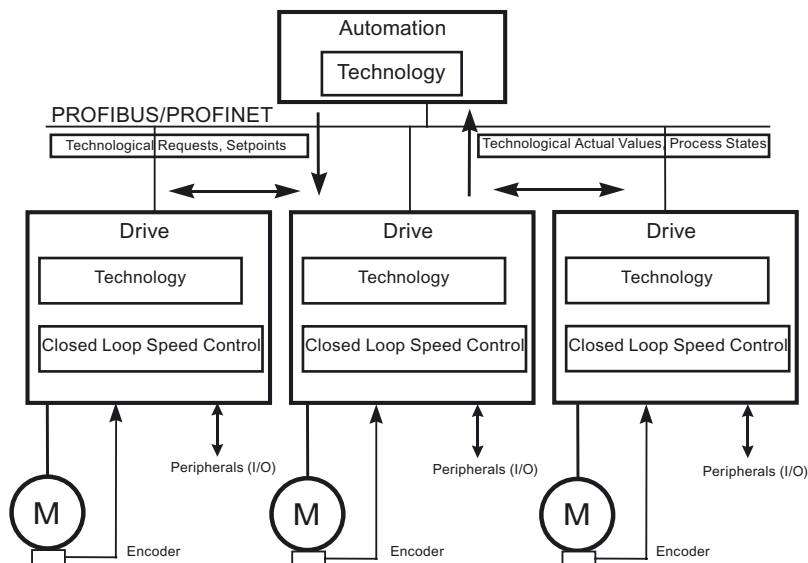 Automation
Technology
PROFIBUS/PROFINET
Technological Requests, Setpoints
Technological Actual Values, Process States
Drive
Technology
Closed Loop Speed Control
Drive
Technology
Closed Loop Speed Control
Drive
Technology
Closed Loop Speed Control
Peripherals (I/O)
Peripherals (I/O)
Peripherals (I/O)
M
M
M
Encoder
Encoder
Encoder